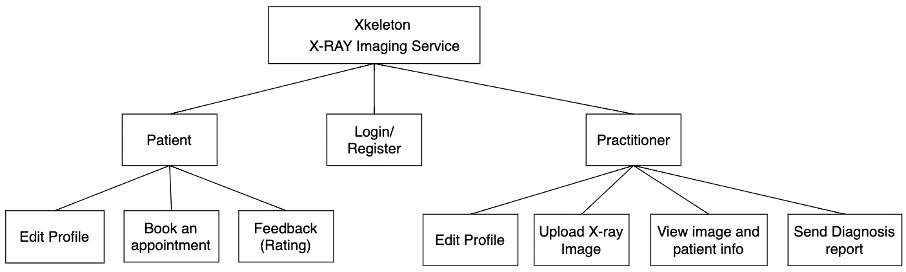 Xkeleton
X-RAY Imaging Service
Patient
Login/
Register
Practitioner
Edit Profile
Book an
appointment
Feedback
(Rating)
Edit Profile
Upload X-ray
Image
View image and
patient info
Send Diagnosis
report